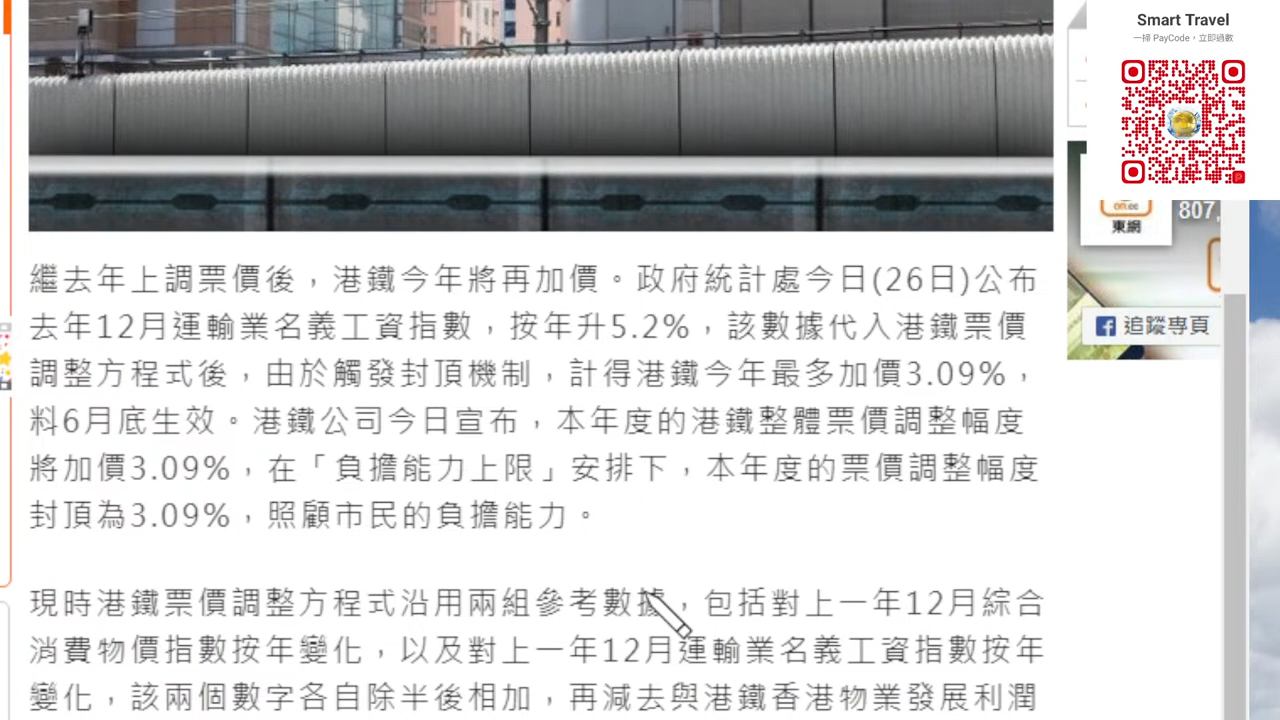 Smart Travel
一掃 PayCode，立即過數
on.cc
東網
807,
追蹤專頁
繼去年上調票價後，港鐵今年將再加價。政府統計處今日(26日)公布
去年12月運輸業名義工資指數，按年升5.2%，該數據代入港鐵票價
調整方程式後，由於觸發封頂機制，計得港鐵今年最多加價3.09%，
料6月底生效。港鐵公司今日宣布，本年度的港鐵整體票價調整幅度
將加價3.09%，在「負擔能力上限」安排下，本年度的票價調整幅度
封頂為3.09%，照顧市民的負擔能力。
現時港鐵票價調整方程式沿用兩組參考數據，包括對上一年12月綜合
消費物價指數按年變化，以及對上一年12月運輸業名義工資指數按年
變化，該兩個數字各自除半後相加，再減去與港鐵香港物業發展利潤